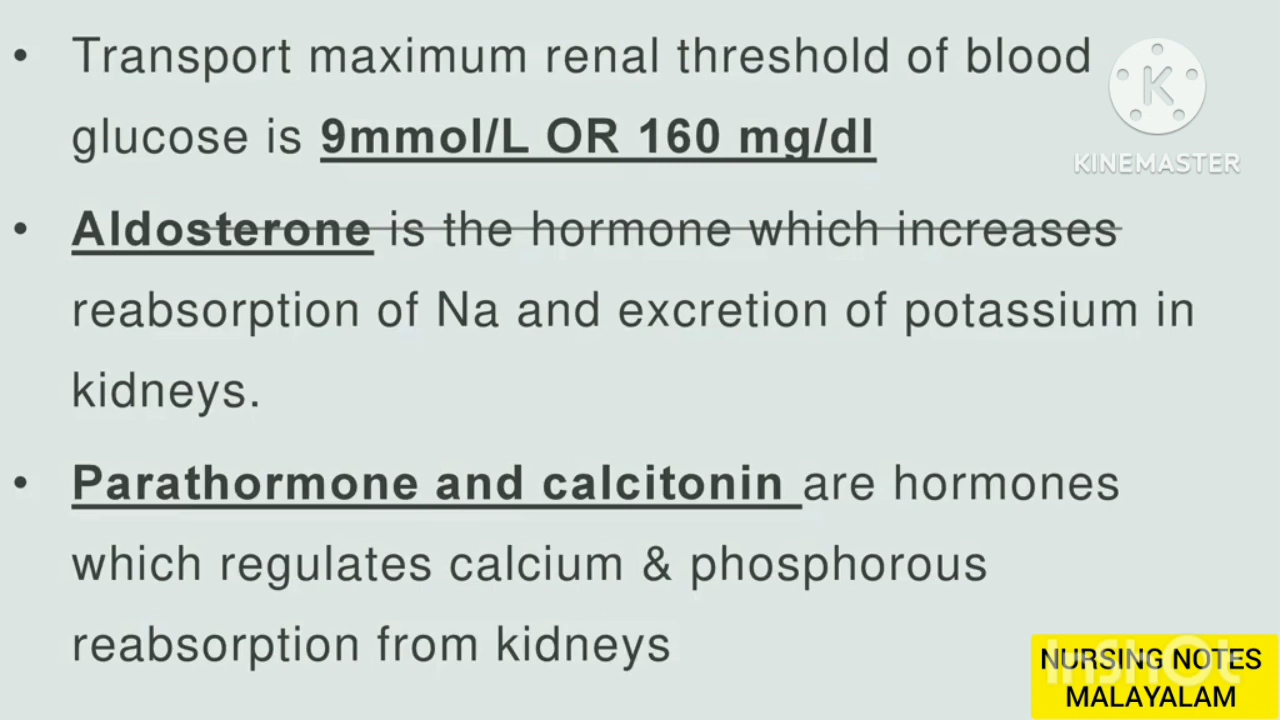 • Transport maximum renal threshold of blood
glucose is 9mmol/L OR 160 mg/dl
• Aldosterone is the hormone which increases
reabsorption of Na and excretion of potassium in
kidneys.
• Parathormone and calcitonin are hormones
which regulates calcium & phosphorous
reabsorption from kidneys
K
KINEMASTER
InShOt
NURSING NOTES
MALAYALAM